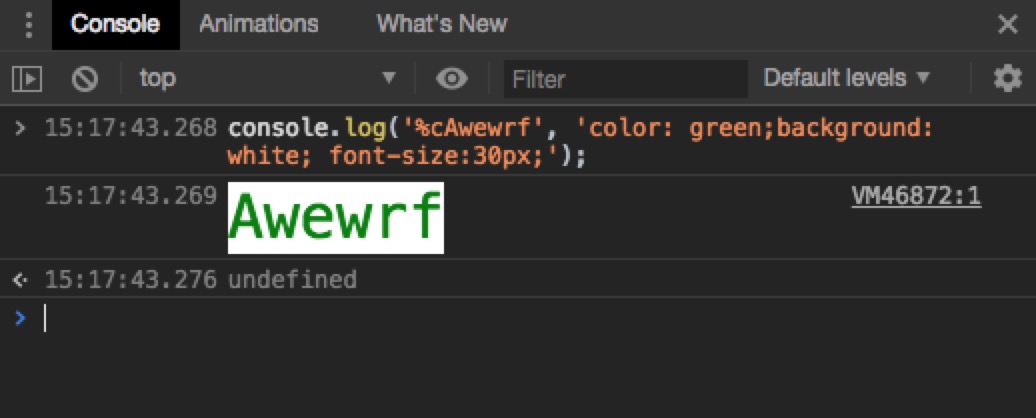 Console Animations What's New
top Filter Default levels
15:17:43.268 console.log('%cAwewrf', 'color: green;background:
white; font-size:30px;');
15:17:43.269 Awewrf VM46872:1
15:17:43.276 undefined